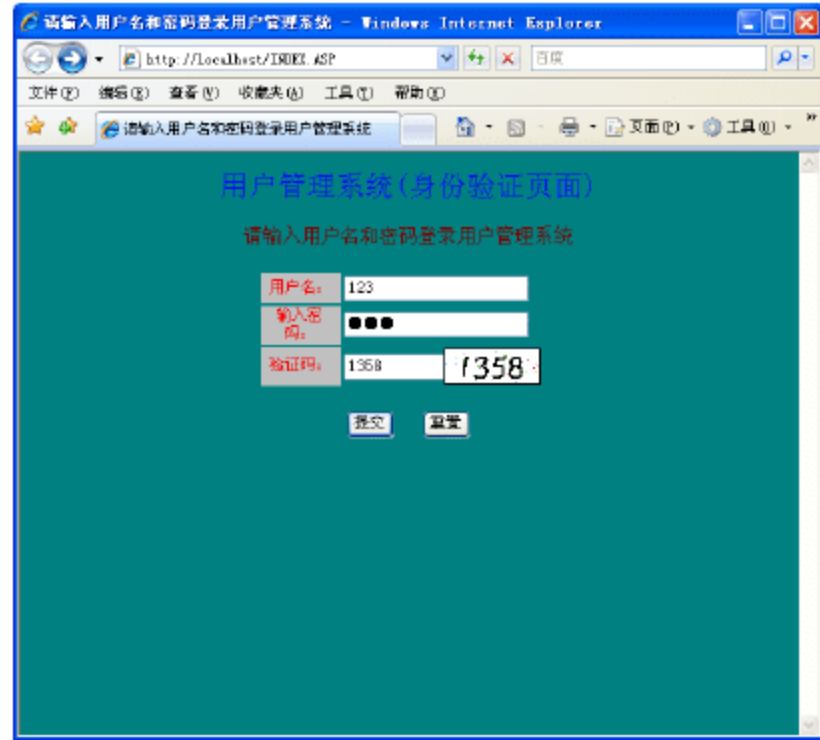 请输入用户名和密码登录用户管理系统 - Windows Internet Explorer
http://localhost/INDEX.ASP
百度
文件(F) 编辑(E) 查看(V) 收藏夹(A) 工具(T) 帮助(H)
请输入用户名和密码登录用户管理系统
页面(P) 工具(O) »
用户管理系统(身份验证页面)
请输入用户名和密码登录用户管理系统
用户名: 123
输入密
码: ●●●
验证码: 1358 1358
提交 重置